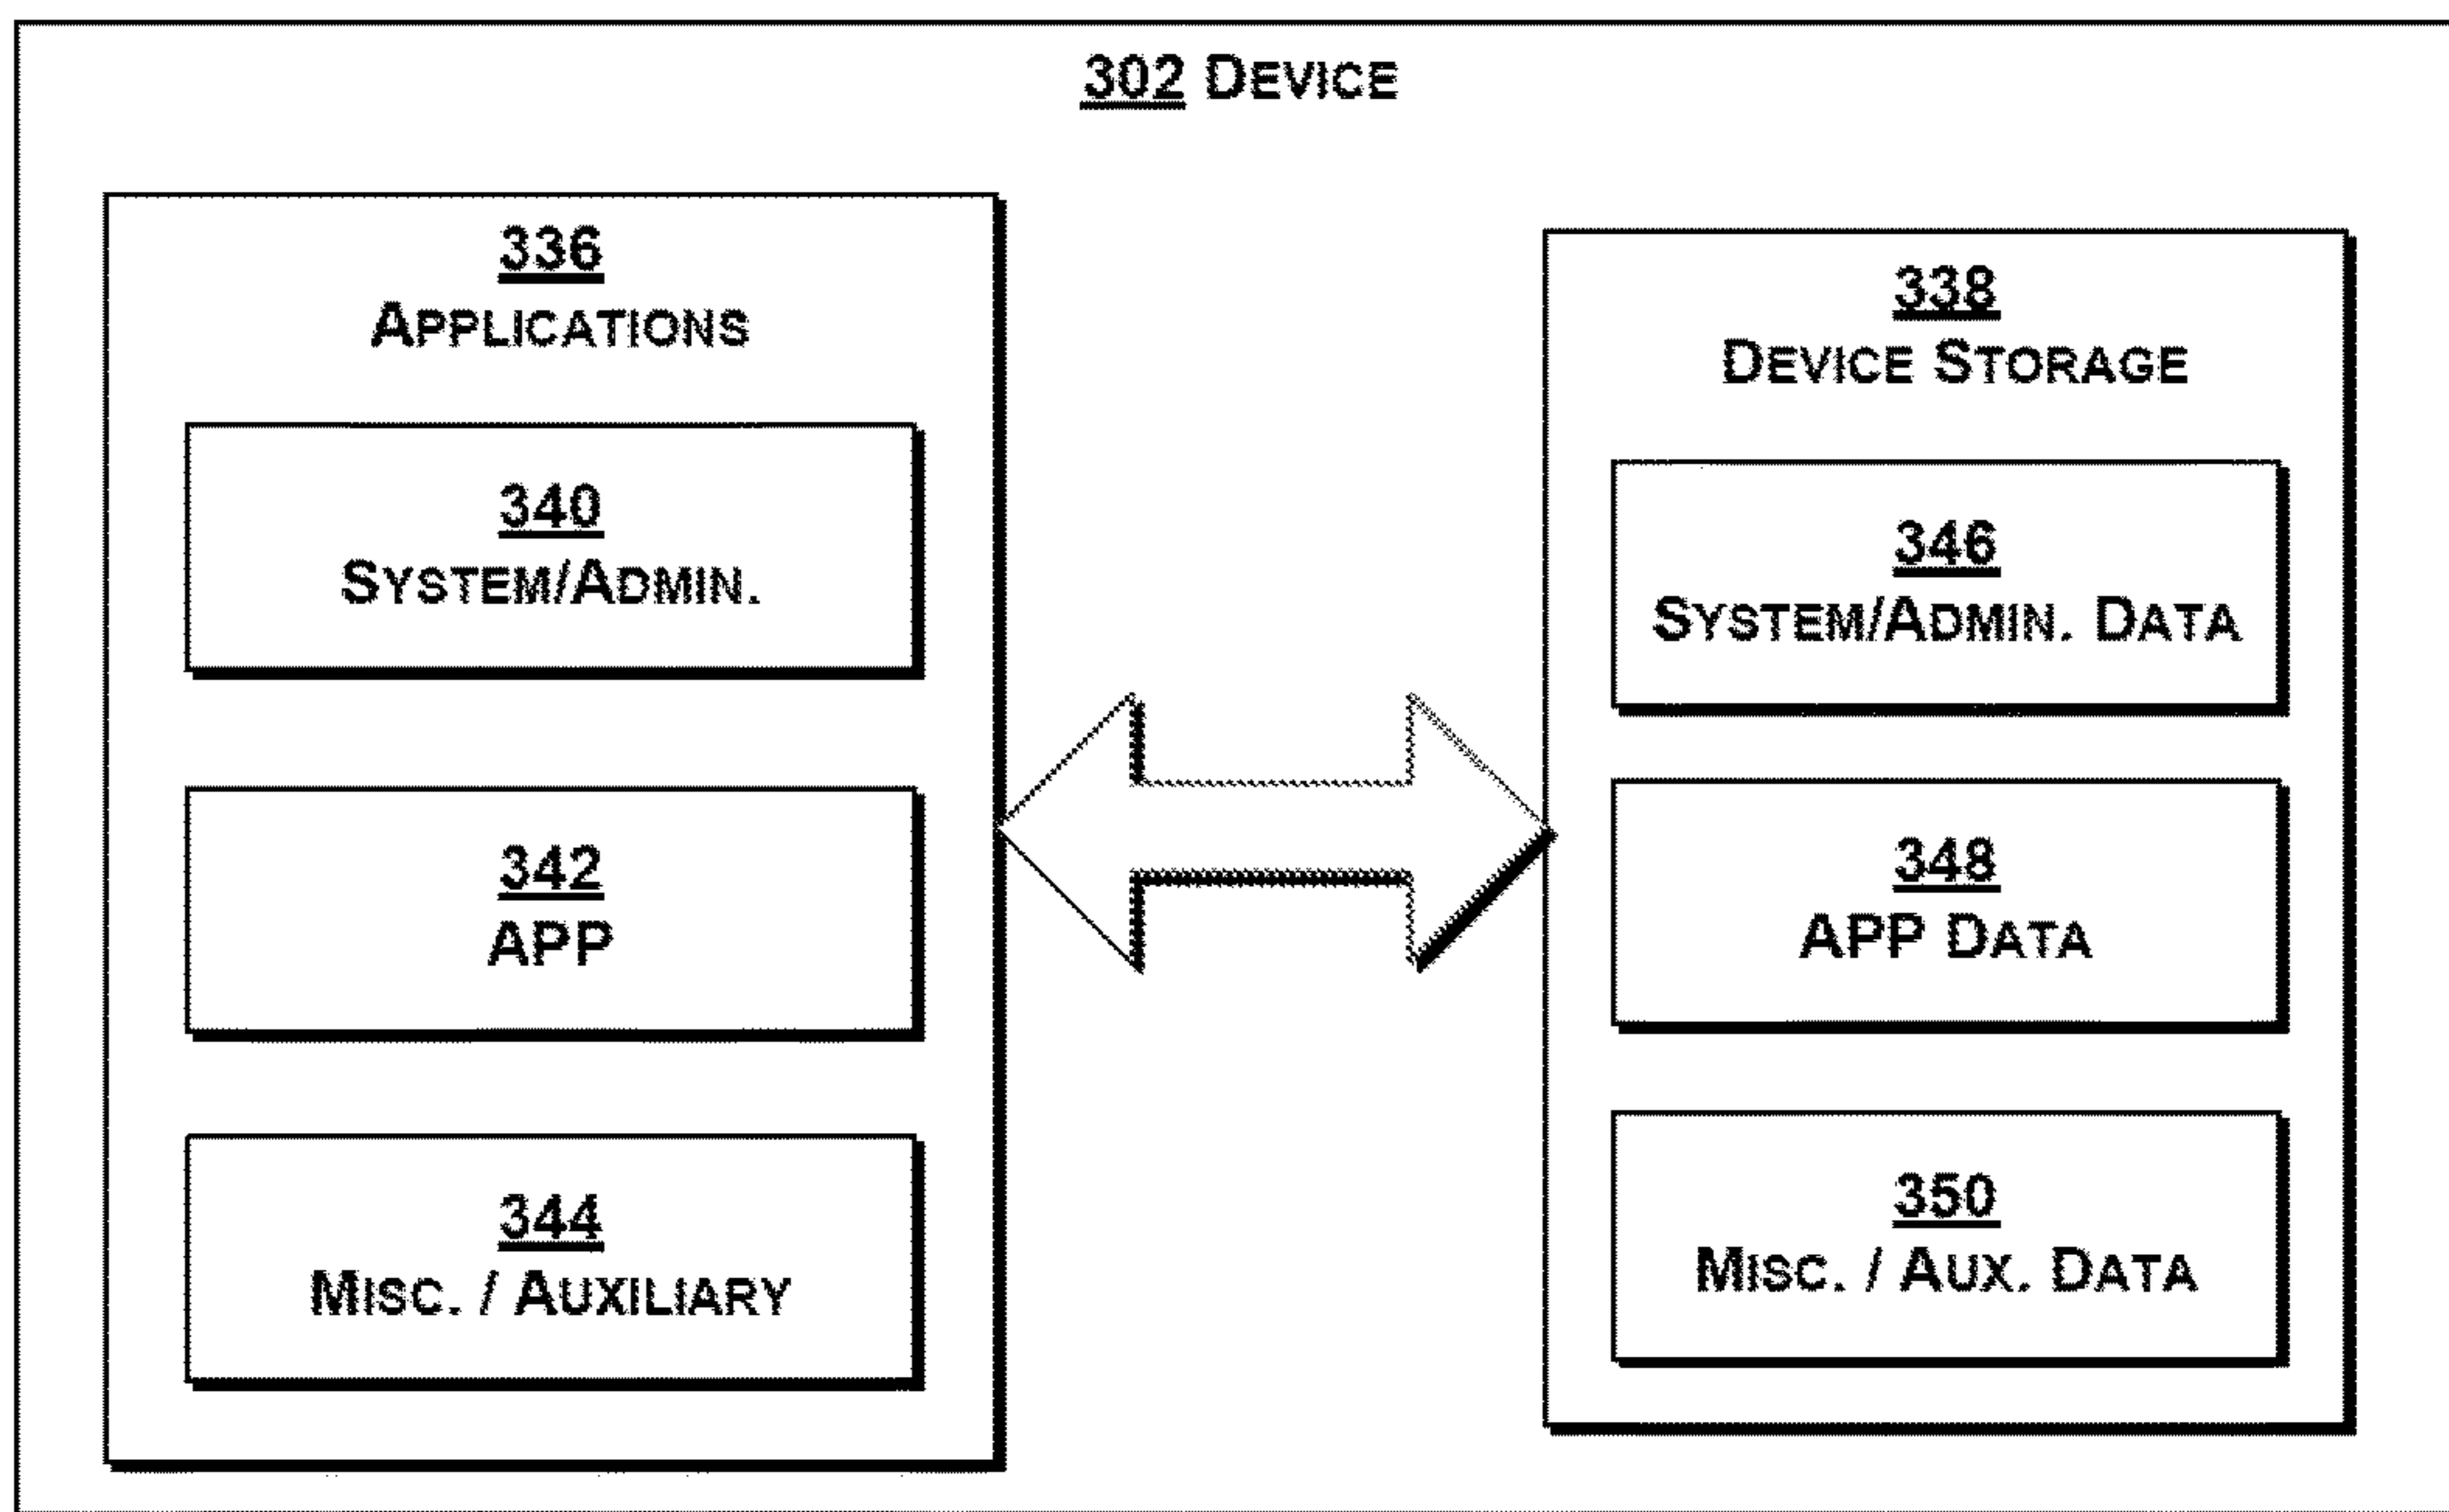 302 DEVICE
336
APPLICATIONS
340
SYSTEM/ADMIN.
342
APP
344
MISC. / AUXILIARY
338
DEVICE STORAGE
346
SYSTEM/ADMIN. DATA
348
APP DATA
350
MISC. / AUX. DATA